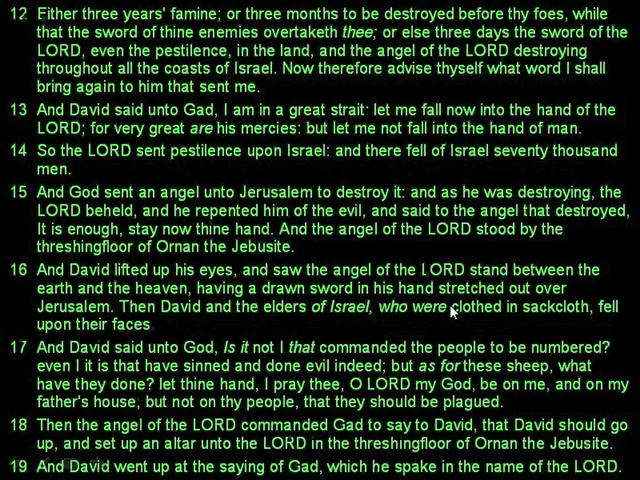 12 Either three years' famine; or three months to be destroyed before thy foes, while
that the sword of thine enemies overtaketh thee; or else three days the sword of the
LORD, even the pestilence, in the land, and the angel of the LORD destroying
throughout all the coasts of Israel. Now therefore advise thyself what word I shall
bring again to him that sent me.
13 And David said unto Gad, I am in a great strait: let me fall now into the hand of the
LORD; for very great are his mercies: but let me not fall into the hand of man.
14 So the LORD sent pestilence upon Israel: and there fell of Israel seventy thousand
men.
15 And God sent an angel unto Jerusalem to destroy it: and as he was destroying, the
LORD beheld, and he repented him of the evil, and said to the angel that destroyed,
It is enough, stay now thine hand. And the angel of the LORD stood by the
threshingfloor of Ornan the Jebusite.
16 And David lifted up his eyes, and saw the angel of the LORD stand between the
earth and the heaven, having a drawn sword in his hand stretched out over
Jerusalem. Then David and the elders of Israel, who were clothed in sackcloth, fell
upon their faces
17 And David said unto God, Is it not I that commanded the people to be numbered?
even I it is that have sinned and done evil indeed; but as for these sheep, what
have they done? let thine hand, I pray thee, O LORD my God, be on me, and on my
father's house, but not on thy people, that they should be plagued.
18 Then the angel of the LORD commanded Gad to say to David, that David should go
up, and set up an altar unto the LORD in the threshingfloor of Ornan the Jebusite.
19 And David went up at the saying of Gad, which he spake in the name of the LORD.